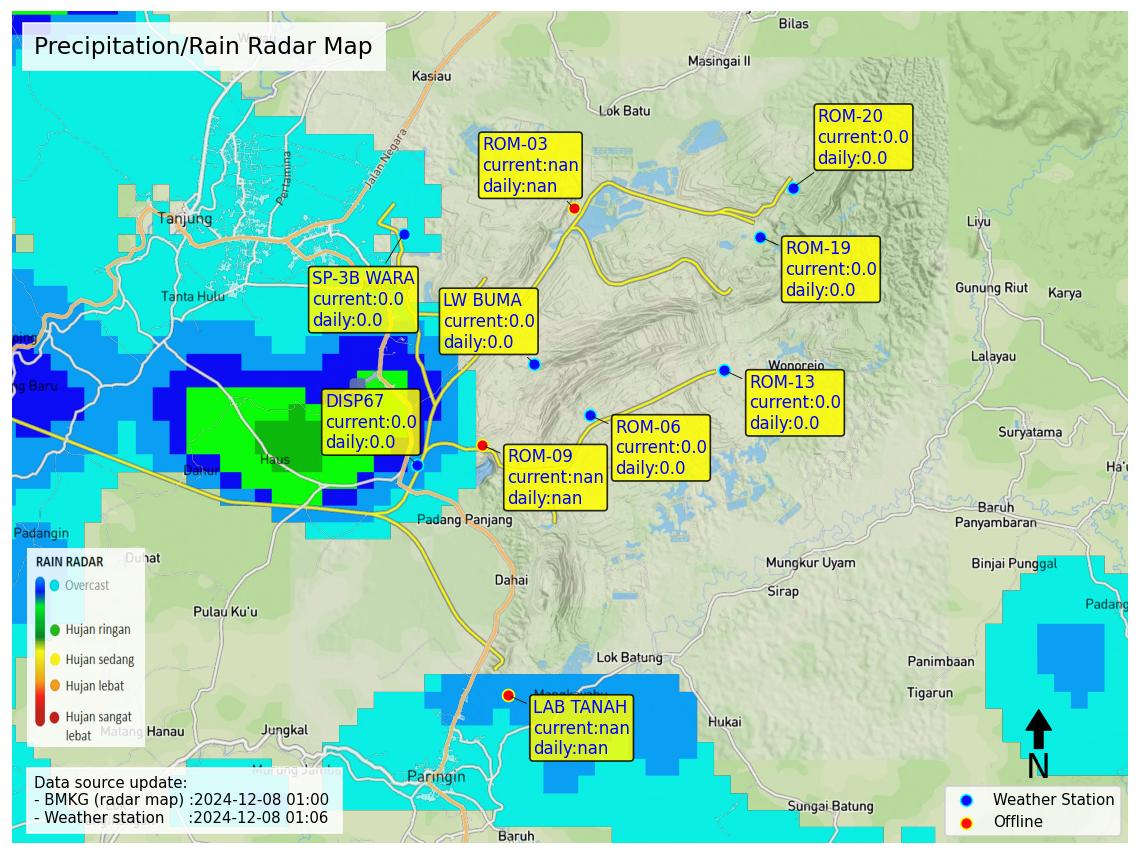 Precipitation/Rain Radar Map
Bilas
Masingai II
Kasiau
Lok Batu
Jalan Negara
Pertamina
Tanjung
Tanta Hulu
ROM-03
current:nan
daily:nan
ROM-20
current:0.0
daily:0.0
ROM-19
current:0.0
daily:0.0
SP-3B WARA
current:0.0
daily:0.0
LW BUMA
current:0.0
daily:0.0
Liyu
Gunung Riut
Karya
Lalayau
Wonorejo
ROM-13
current:0.0
daily:0.0
ping
ng Baru
DISP67
current:0.0
daily:0.0
ROM-06
current:0.0
daily:0.0
ROM-09
current:nan
daily:nan
Suryatama
Ha'u
Haus
Dahur
Padang Panjang
Baruh
Panyambaran
Padangin
Duhat
Dahai
Mungkur Uyam
Sirap
Binjai Punggal
Padang
Pulau Ku'u
Lok Batung
Panimbaan
Tigarun
Mangkayahu
LAB TANAH
current:nan
daily:nan
Hukai
Jungkal
Matang Hanau
Murung Jambu
Paringin
Sungai Batung
Baruh
RAIN RADAR
Overcast
Hujan ringan
Hujan sedang
Hujan lebat
Hujan sangat
lebat
Data source update:
- BMKG (radar map) :2024-12-08 01:00
- Weather station :2024-12-08 01:06
N
Weather Station
Offline